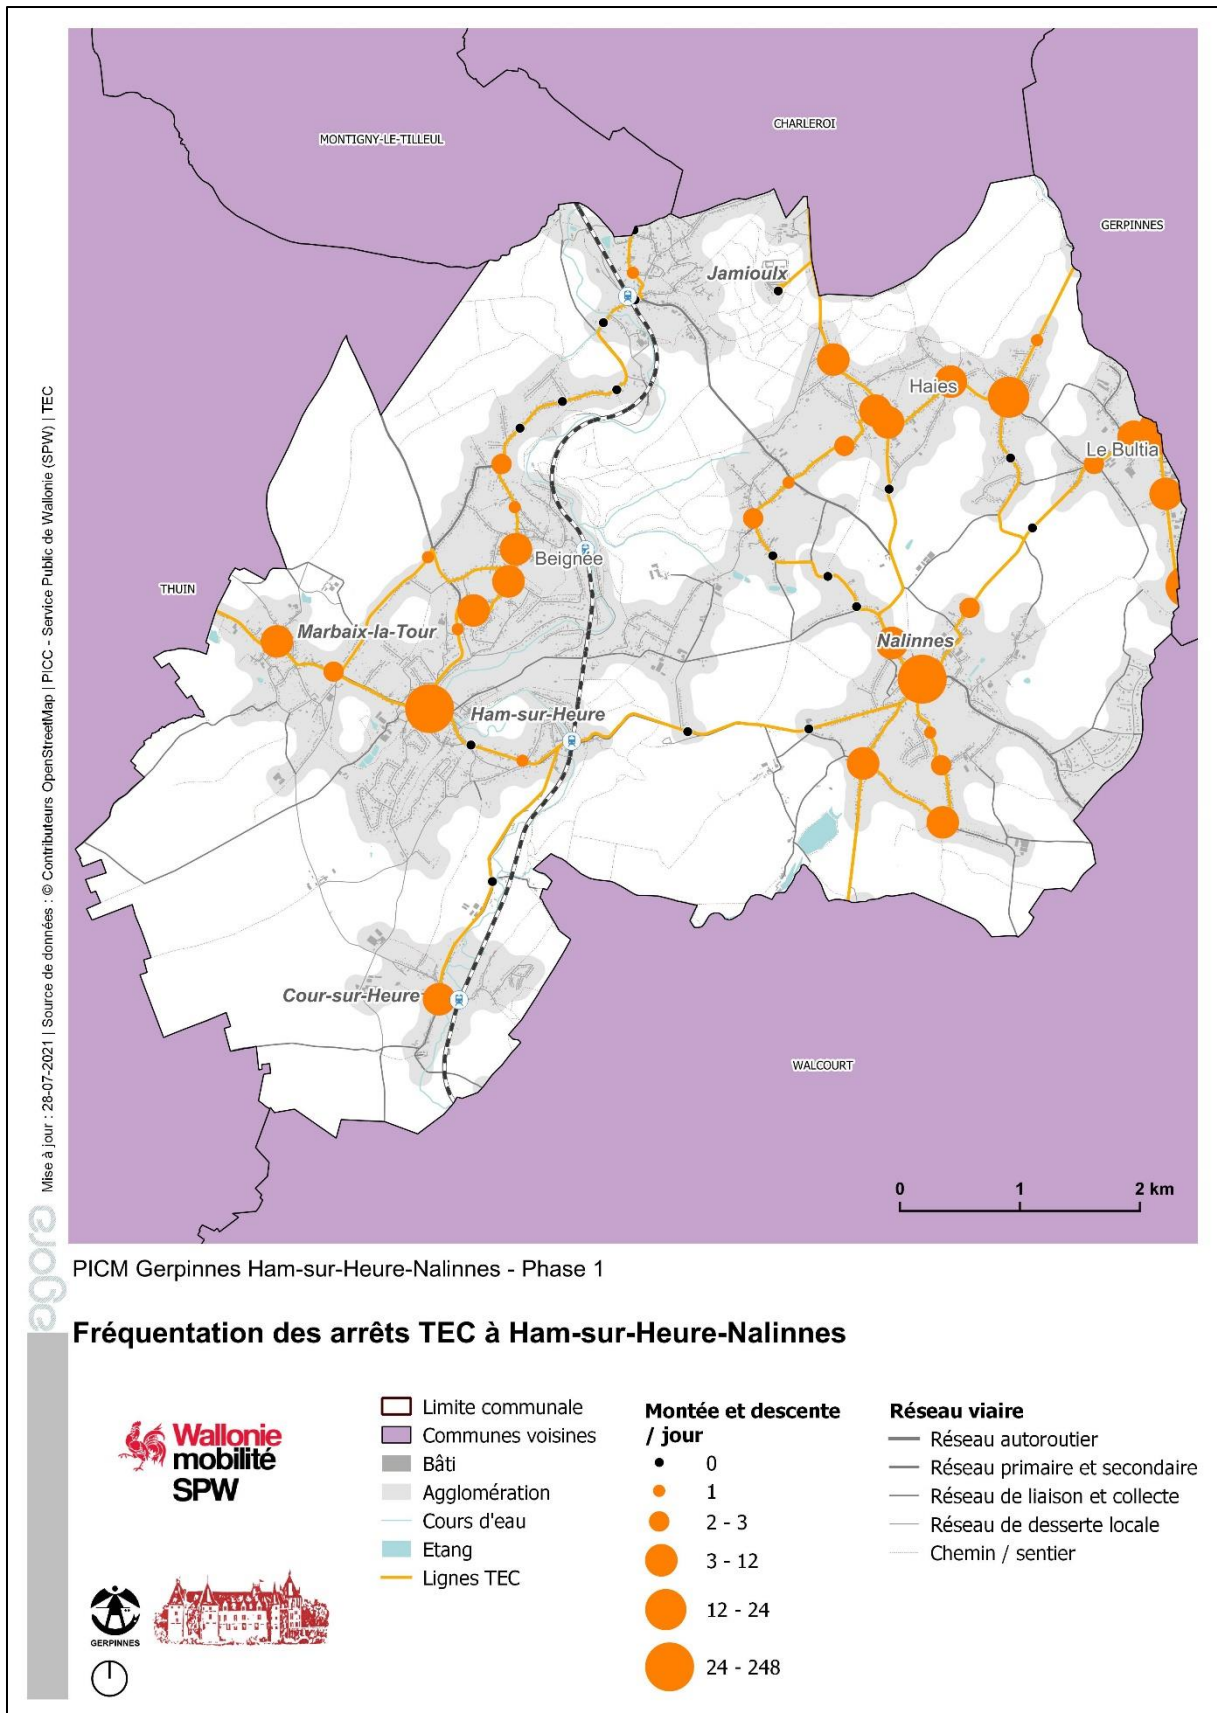 MONTIGNY-LE-TILLEUL
CHARLEROI
GERPINNES
Jamioulx
Haies
Le Bultia
Beignée
THUIN
Marbaix-la-Tour
Nalinnes
Ham-sur-Heure
Cour-sur-Heure
WALCOURT
0 1 2 km
Mise à jour : 28-07-2021 | Source de données : © Contributeurs OpenStreetMap | PICC - Service Public de Wallonie (SPW) | TEC
agora
PICM Gerpinnes Ham-sur-Heure-Nalinnes - Phase 1
Fréquentation des arrêts TEC à Ham-sur-Heure-Nalinnes
Wallonie
mobilité
SPW
GERPINNES
Limite communale
Communes voisines
Bâti
Agglomération
Cours d'eau
Etang
Lignes TEC
Montée et descente
/ jour
0
1
2 - 3
3 - 12
12 - 24
24 - 248
Réseau viaire
Réseau autoroutier
Réseau primaire et secondaire
Réseau de liaison et collecte
Réseau de desserte locale
Chemin / sentier